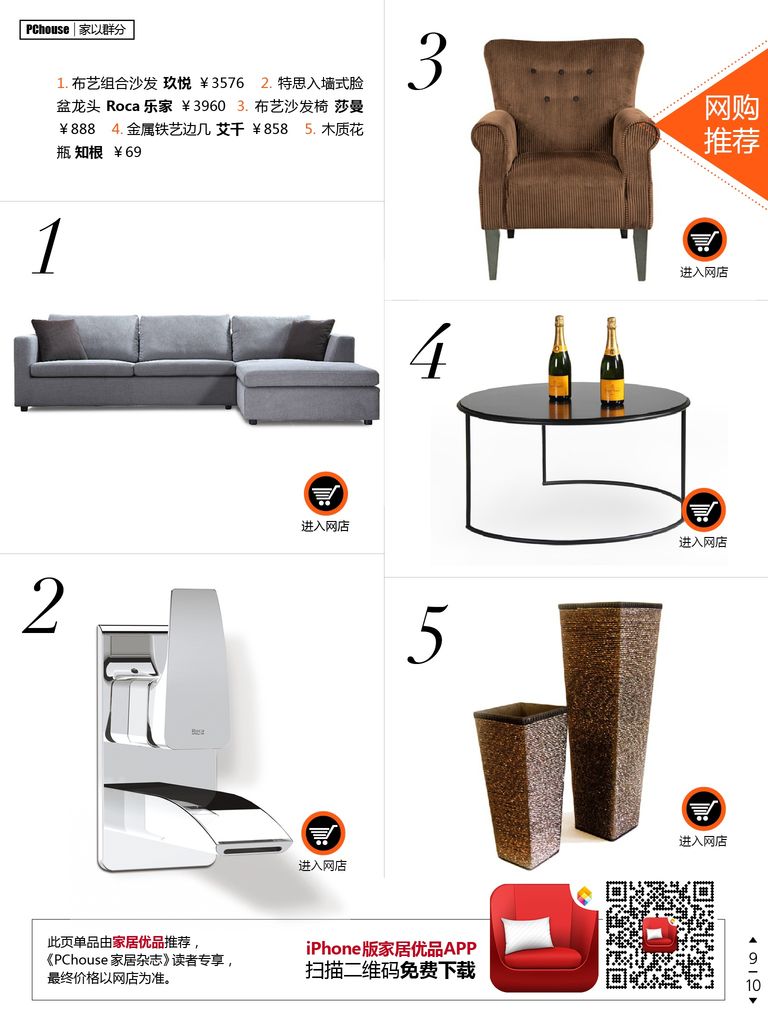 PChouse 家以群分
1. 布艺组合沙发 玖悦 ￥3576 2. 特思入墙式脸
盆龙头 Roca 乐家 ￥3960 3. 布艺沙发椅 莎曼
￥888 4. 金属铁艺边几 艾千 ￥858 5. 木质花
瓶 知根 ￥69
3
网购
推荐
进入网店
1
进入网店
4
进入网店
2
Roca
进入网店
5
进入网店
此页单品由家居优品推荐，
《PChouse 家居杂志》读者专享，
最终价格以网店为准。
iPhone版家居优品APP
扫描二维码免费下载
9
10